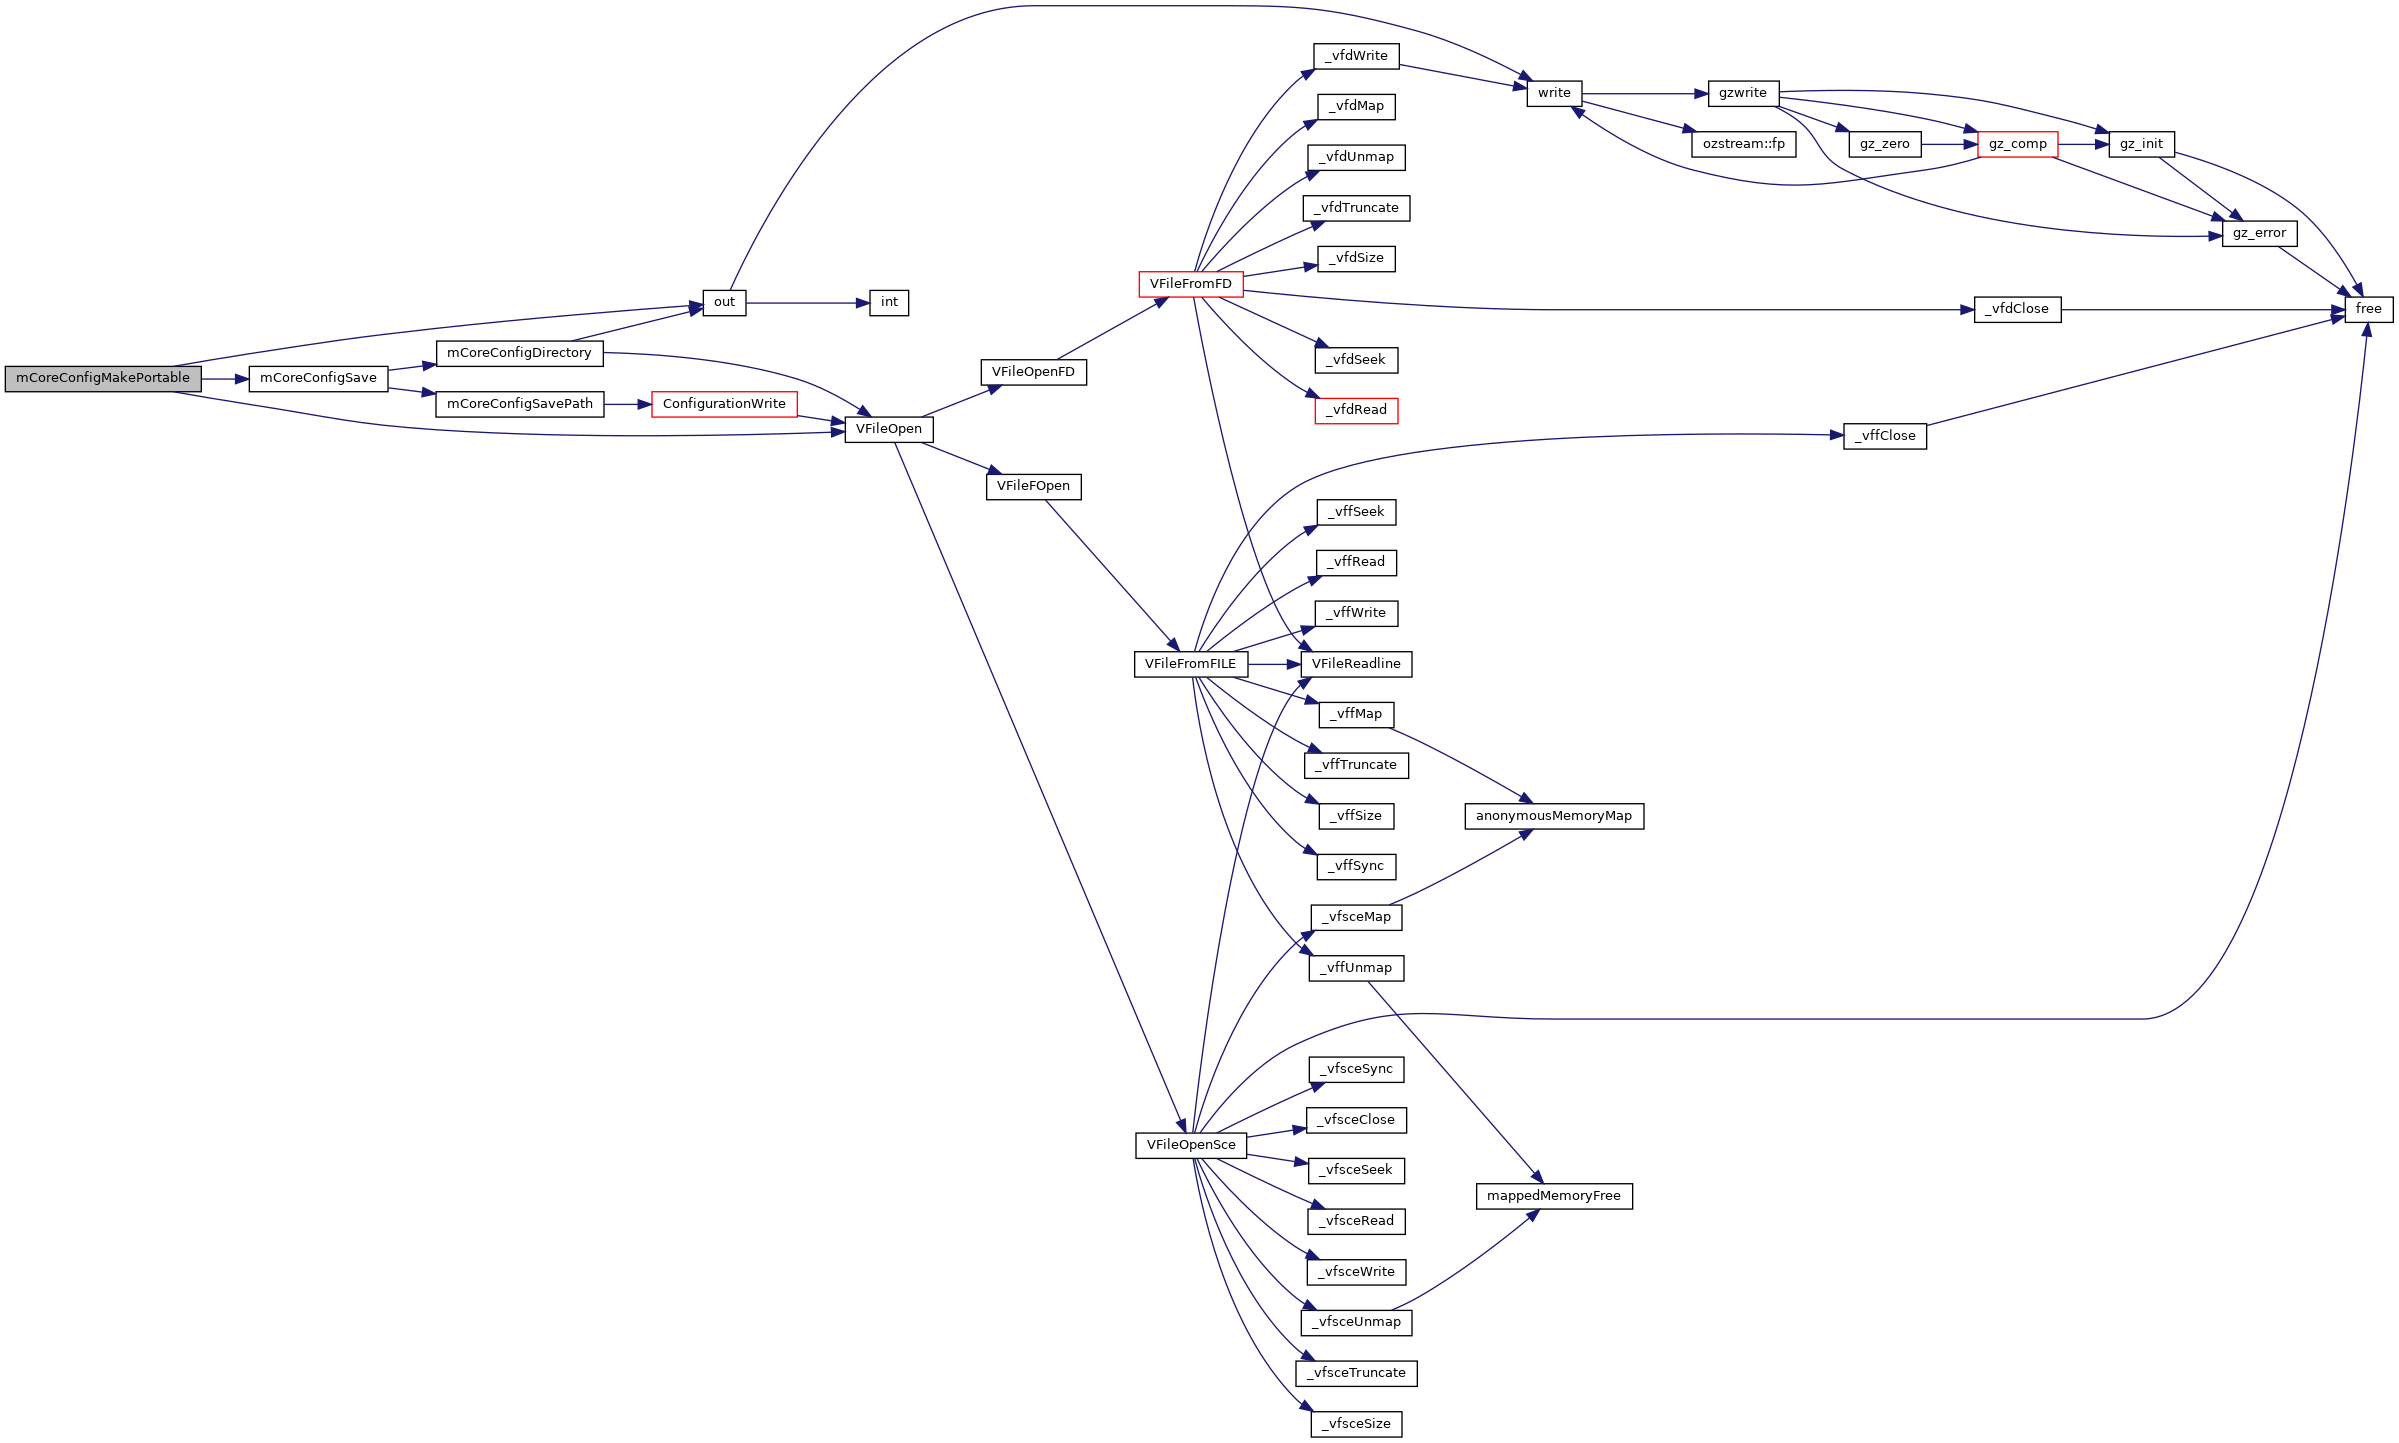 _vfdWrite
write
gzwrite
_vfdMap
ozstream::fp
gz_zero
gz_comp
gz_init
_vfdUnmap
_vfdTruncate
gz_error
_vfdSize
VFileFromFD
out
int
_vfdClose
free
mCoreConfigDirectory
_vfdSeek
VFileOpenFD
mCoreConfigMakePortable
mCoreConfigSave
mCoreConfigSavePath
ConfigurationWrite
_vfdRead
VFileOpen
_vffClose
VFileFOpen
_vffSeek
_vffRead
_vffWrite
VFileFromFILE
VFileReadline
_vffMap
_vffTruncate
_vffSize
anonymousMemoryMap
_vffSync
_vfsceMap
_vffUnmap
_vfsceSync
_vfsceClose
VFileOpenSce
_vfsceSeek
mappedMemoryFree
_vfsceRead
_vfsceWrite
_vfsceUnmap
_vfsceTruncate
_vfsceSize